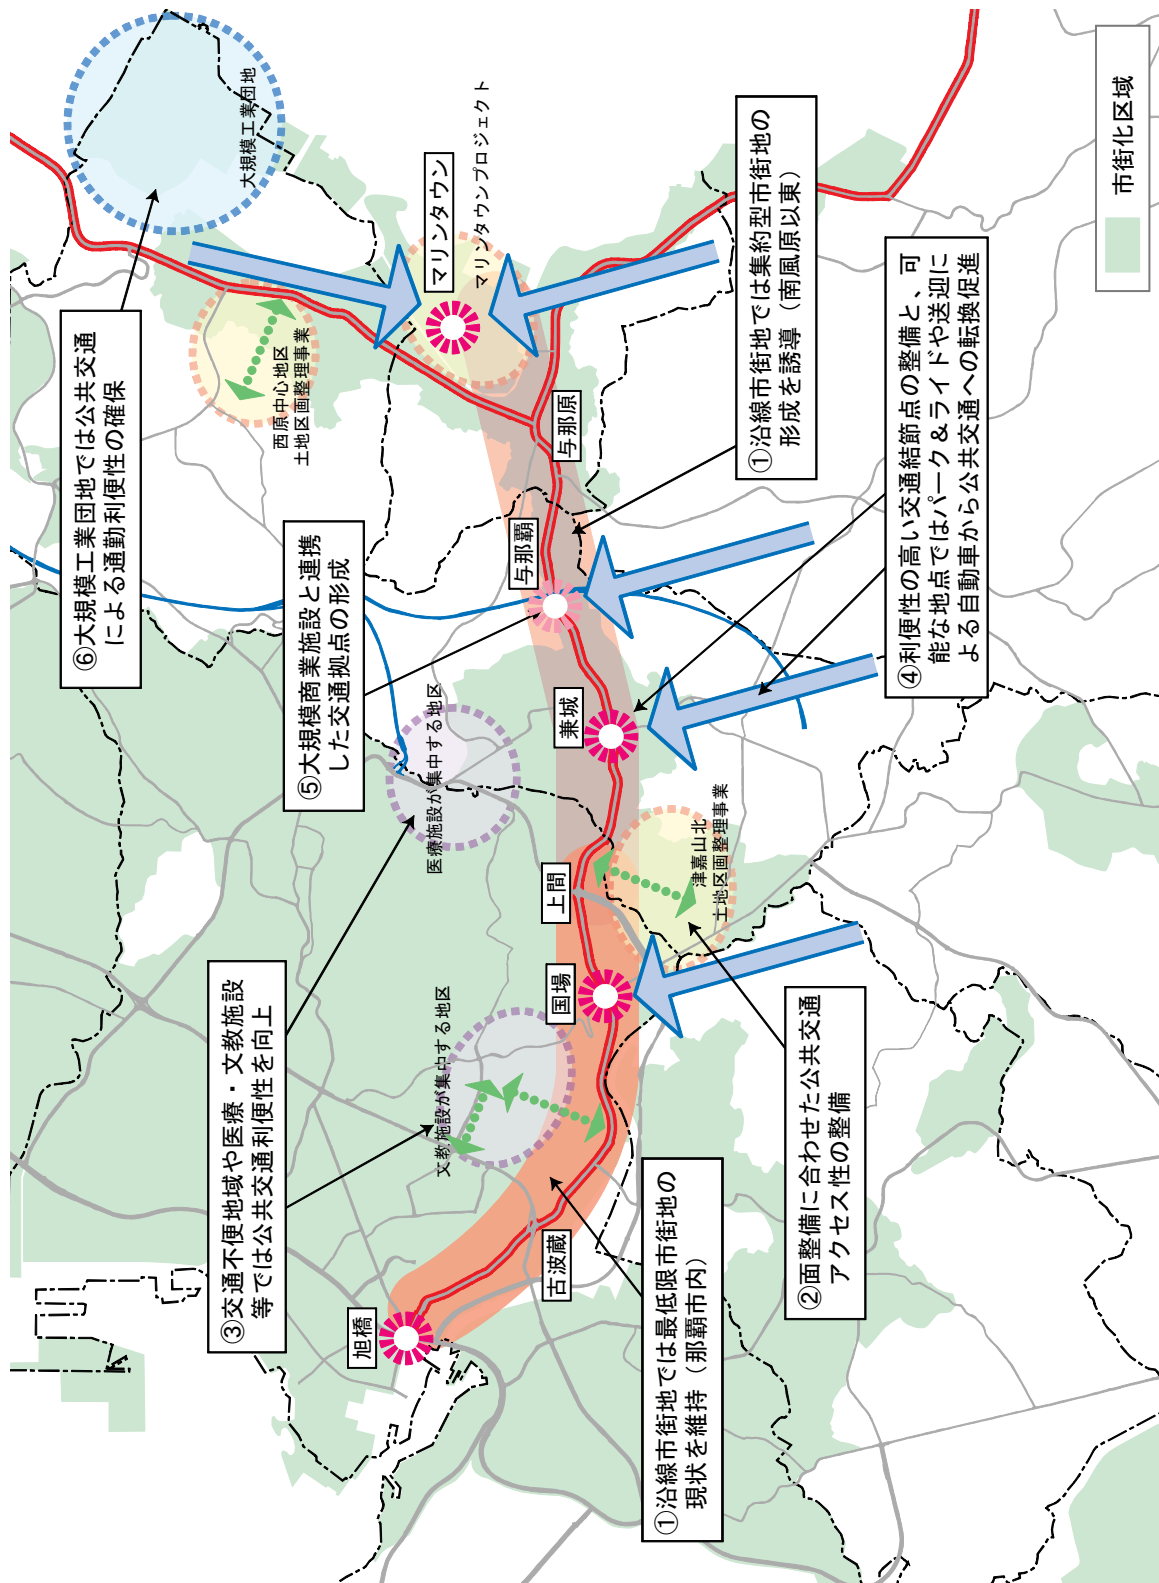 ③交通不便地域や医療・文教施設
等では公共交通利便性を向上
⑤大規模商業施設と連携
した交通拠点の形成
⑥大規模工業団地では公共交通
による通勤利便性の確保
大規模工業団地
西原中心地区
土地区画整理事業
マリンタウン
マリンタウンプロジェクト
医療施設が集中する地区
文教施設が集中する地区
旭橋
古波蔵
国場
上間
兼城
与那覇
与那原
津嘉山北
土地区画整理事業
①沿線市街地では最低限市街地の
現状を維持（那覇市内）
②面整備に合わせた公共交通
アクセス性の整備
④利便性の高い交通結節点の整備と、可
能な地点ではパーク＆ライドや送迎に
よる自動車から公共交通への転換促進
①沿線市街地では集約型市街地の
形成を誘導（南風原以東）
市街化区域